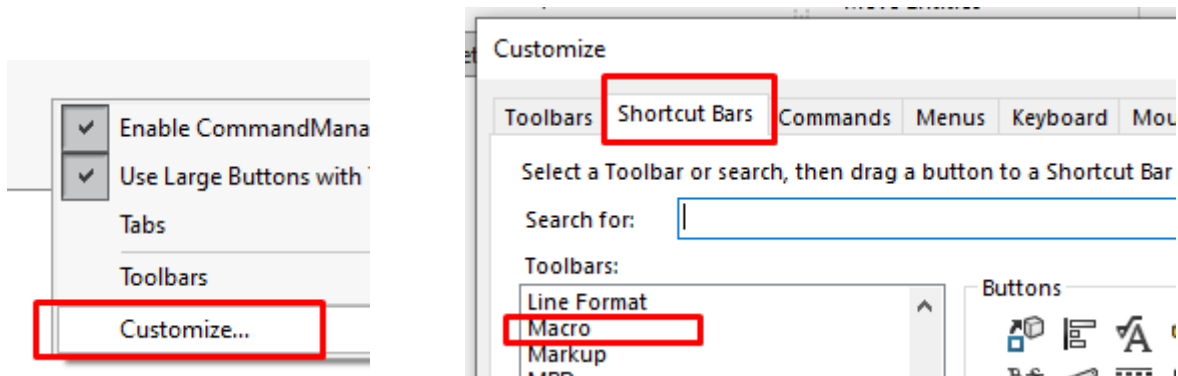 Enable CommandMana
Use Large Buttons with
Tabs
Toolbars
Customize...
Customize
Toolbars Shortcut Bars Commands Menus Keyboard Mou
Select a Toolbar or search, then drag a button to a Shortcut Bar
Search for:
Toolbars:
Line Format
Macro
Markup
Buttons